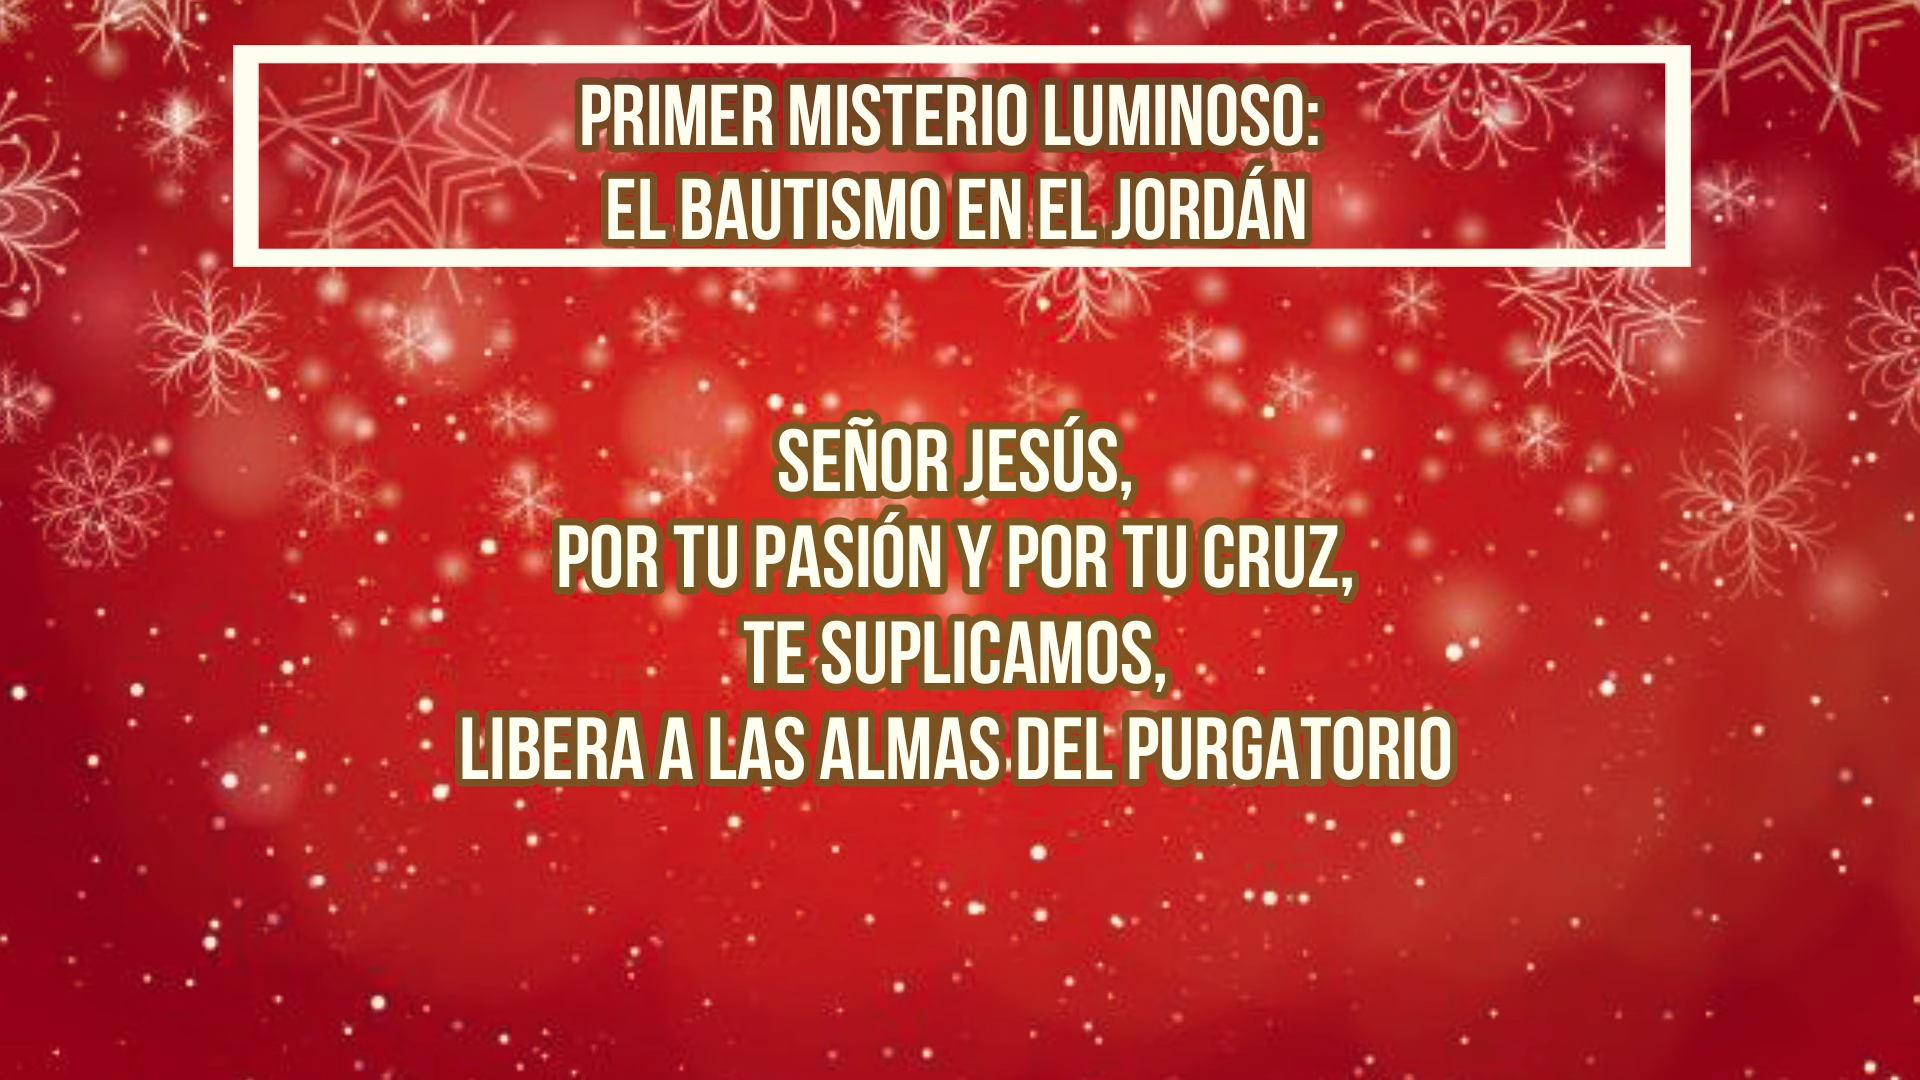 PRIMER MISTERIO LUMINOSO:
EL BAUTISMO EN EL JORDÁN
SEÑOR JESÚS,
POR TU PASIÓN Y POR TU CRUZ,
TE SUPLICAMOS,
LIBERA A LAS ALMAS DEL PURGATORIO